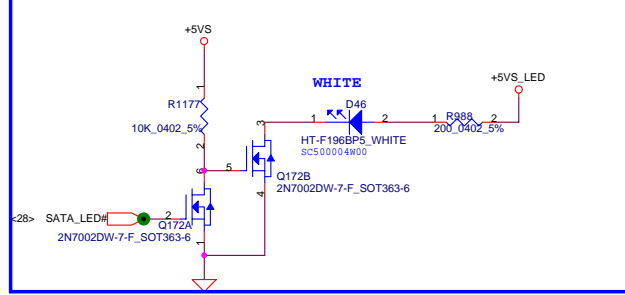 +5VS
+5VS_LED
WHITE
1
D46
R1177
3
1
2
1
R988
2
10K_0402_5%
HT-F196BP5_WHITE
200_0402_5%
SC500004W00
2
6
5
Q172B
2N7002DW-7-F_SOT363-6
4
<28>
SATA_LED#
2
Q172A
2N7002DW-7-F_SOT363-6
1